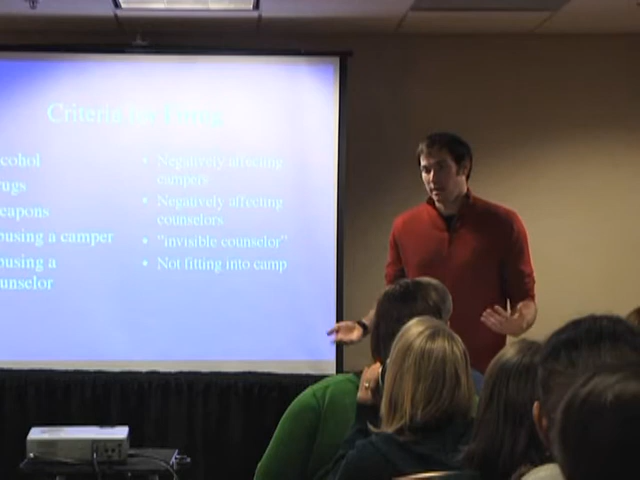 Criteria for Firing
cohol
rugs
eapons
busing a camper
busing a
unselor
• Negatively affecting
campers
• Negatively affecting
counselors
• "invisible counselor"
• Not fitting into camp